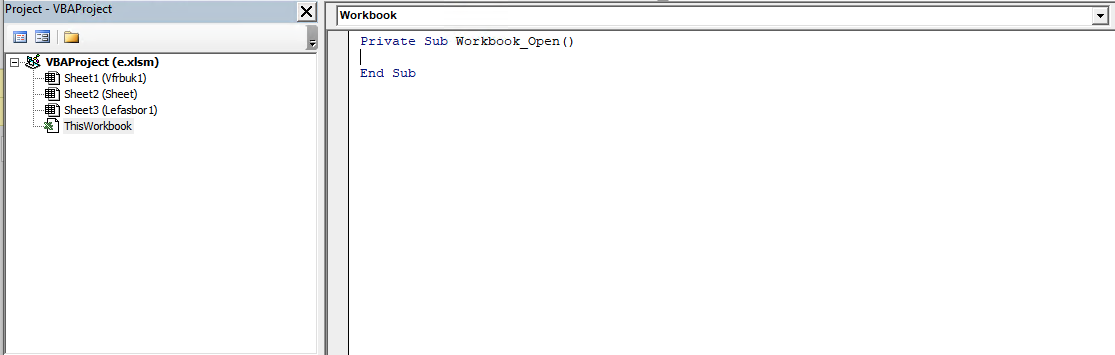 Project - VBAProject
VBAProject (e.xlsm)
Sheet1 (Vfrbuk1)
Sheet2 (Sheet)
Sheet3 (Lefasbor1)
ThisWorkbook
Workbook
Private Sub Workbook_Open()
End Sub